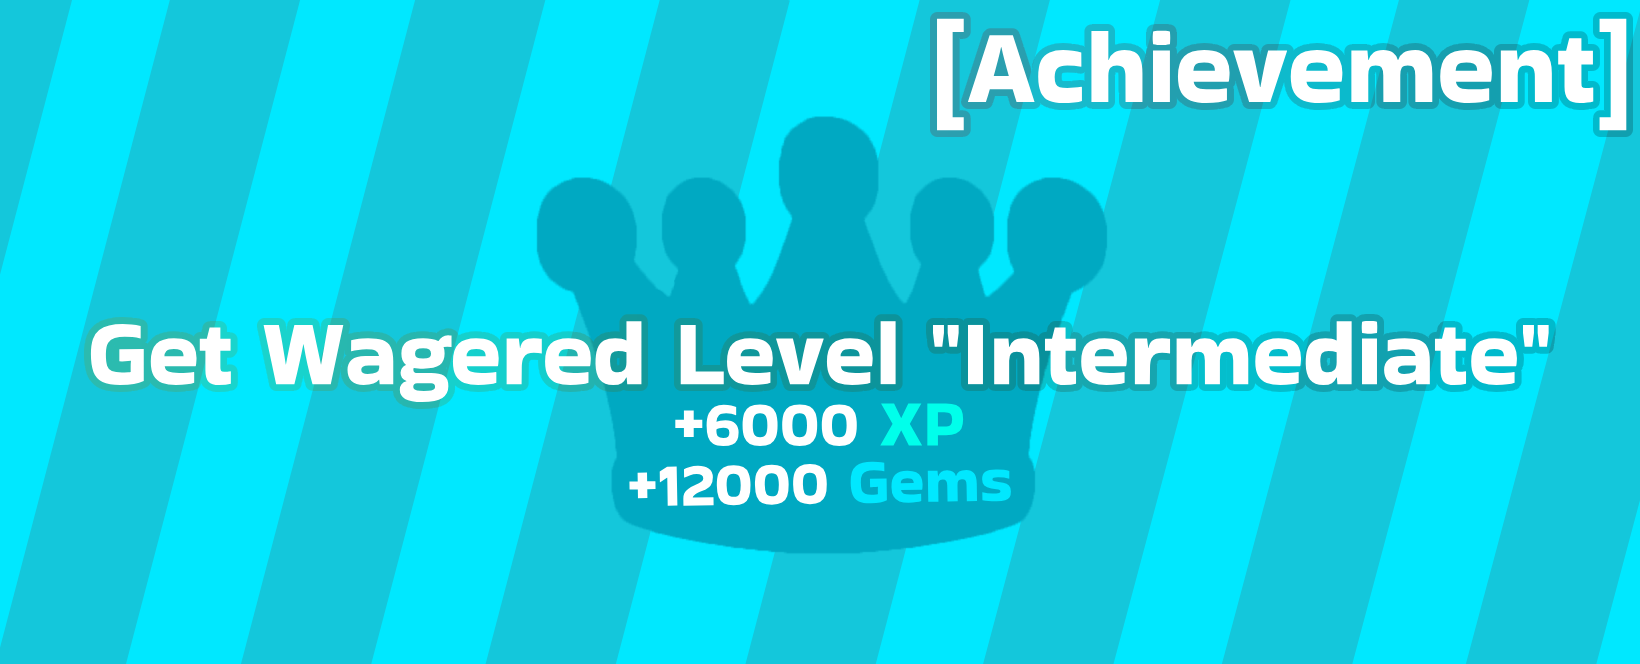 [Achievement]
Get Wagered Level "Intermediate"
+6000 XP
+12000 Gems